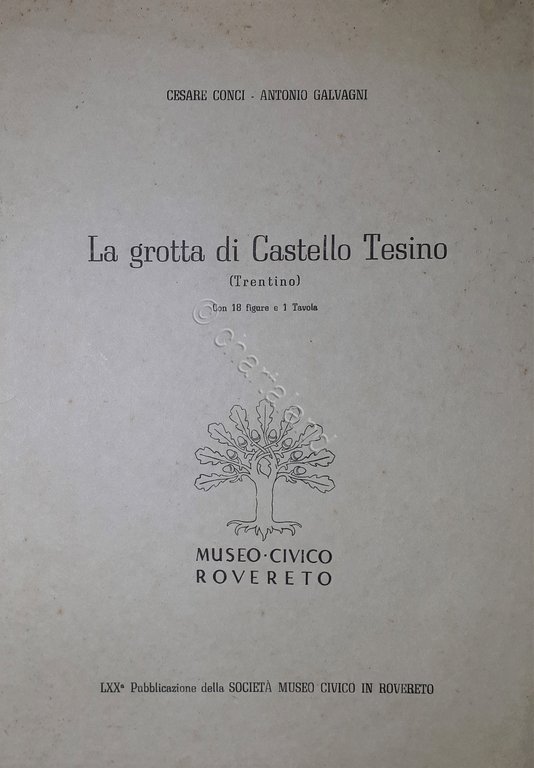 CESARE CONCI - ANTONIO GALVAGNI
La grotta di Castello Tesino
(Trentino)
Con 18 figure e 1 Tavola
MUSEO·CIVICO
ROVERETO
LXXª Pubblicazione della SOCIETÀ MUSEO CIVICO IN ROVERETO